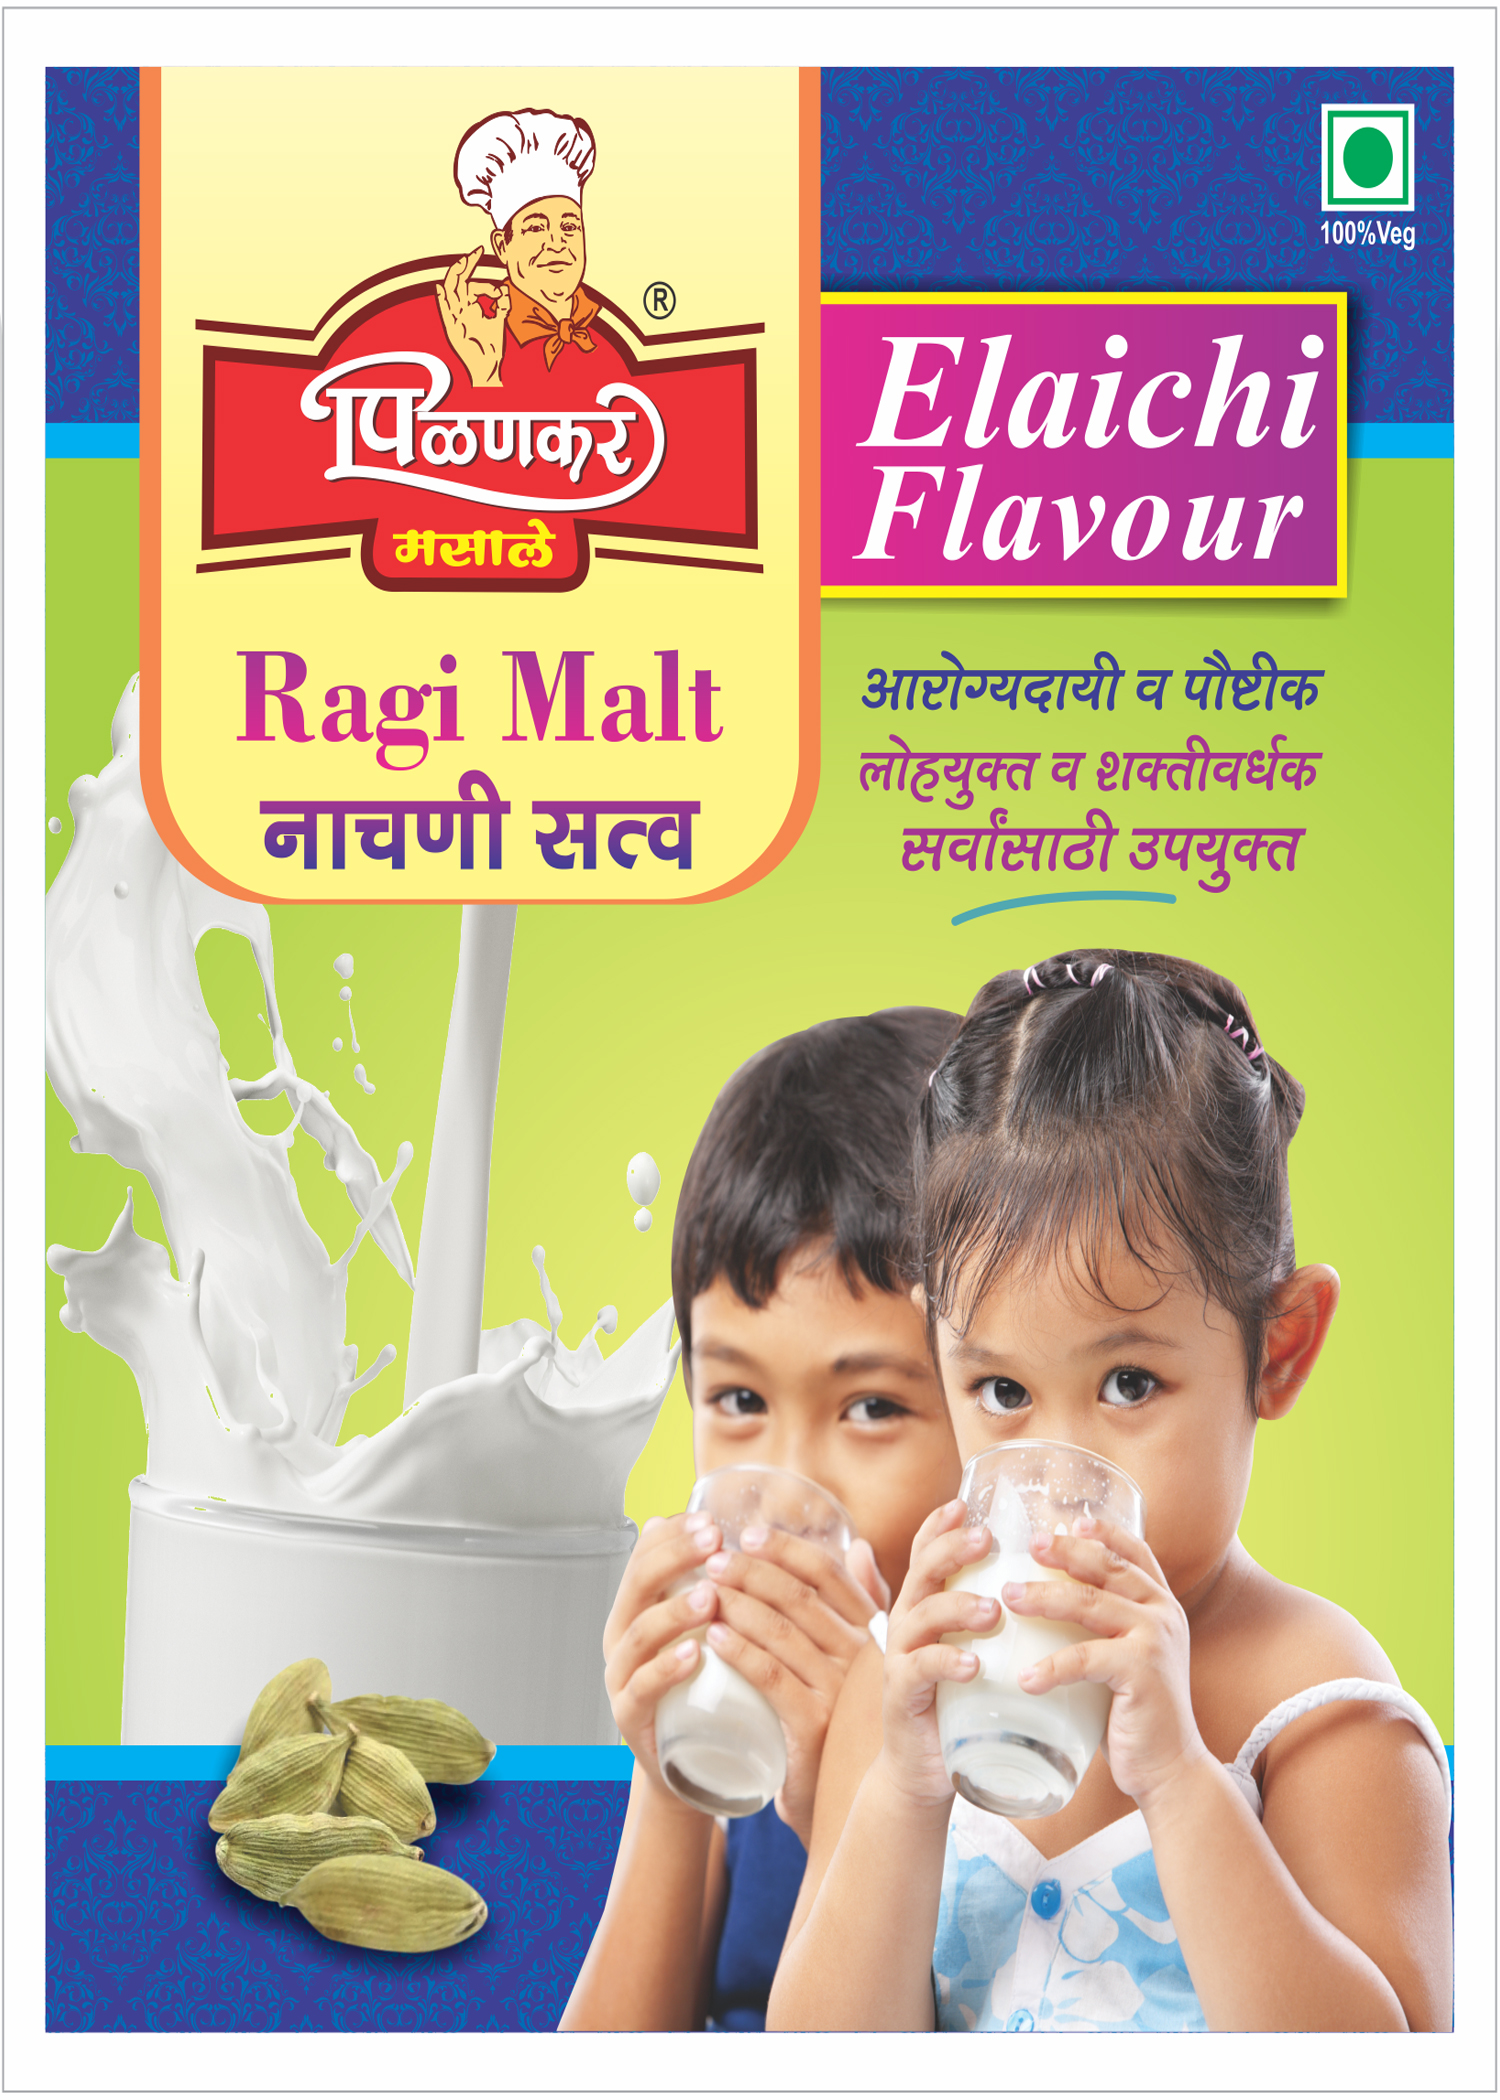 100%Veg
®
पिळणकर
मसाले
Elaichi
Flavour
Ragi Malt
नाचणी सत्व
आरोग्यदायी व पौष्टीक
लोहयुक्त व शक्तीवर्धक
सर्वांसाठी उपयुक्त